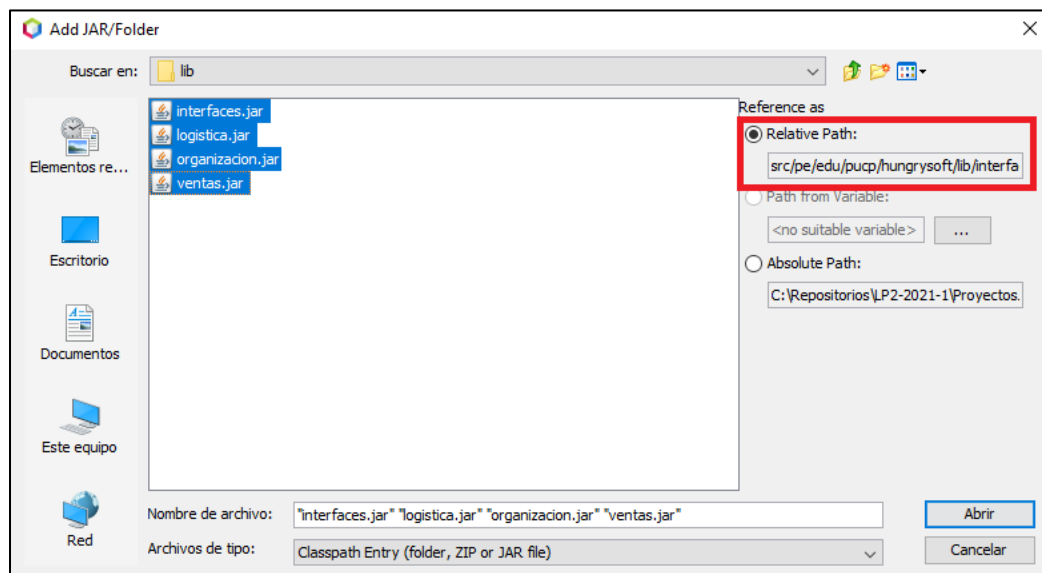 Add JAR/Folder
Buscar en:
lib
Elementos re...
Escritorio
Documentos
Este equipo
Red
interfaces.jar
logistica.jar
organizacion.jar
ventas.jar
Reference as
Relative Path:
src/pe/edu/pucp/hungrysoft/lib/interfa
Path from Variable:
<no suitable variable>
...
Absolute Path:
C:\Repositorios\LP2-2021-1\Proyectos.
Nombre de archivo:
"interfaces.jar" "logistica.jar" "organizacion.jar" "ventas.jar"
Abrir
Archivos de tipo:
Classpath Entry (folder, ZIP or JAR file)
Cancelar